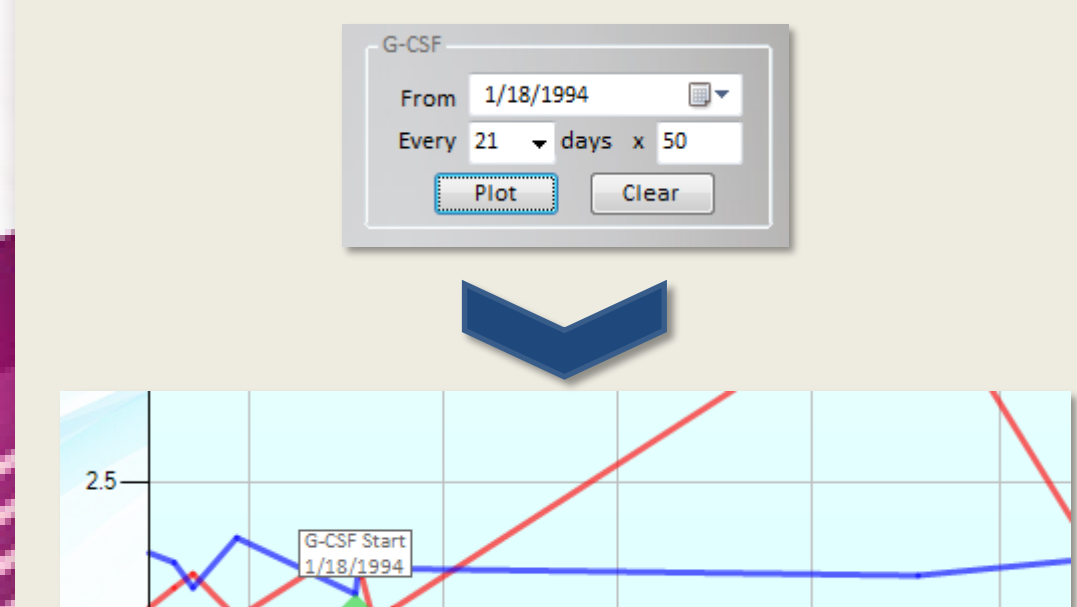 G-CSF
From 1/18/1994
Every 21 days x 50
Plot Clear
2.5
G-CSF Start
1/18/1994